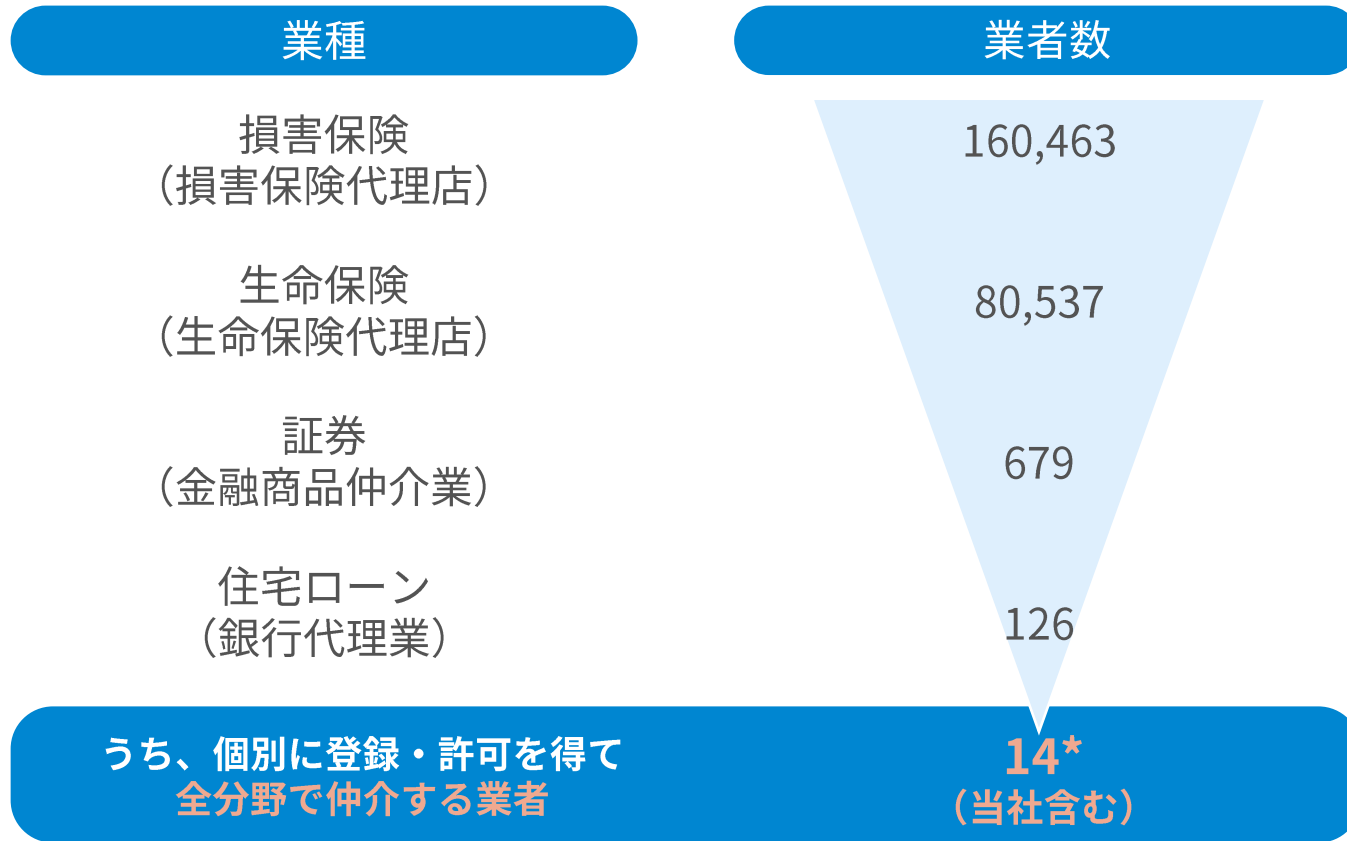 業種
業者数
損害保険
（損害保険代理店）
160,463
生命保険
（生命保険代理店）
80,537
証券
（金融商品仲介業）
679
住宅ローン
（銀行代理業）
126
うち、個別に登録・許可を得て
全分野で仲介する業者
14*
（当社含む）